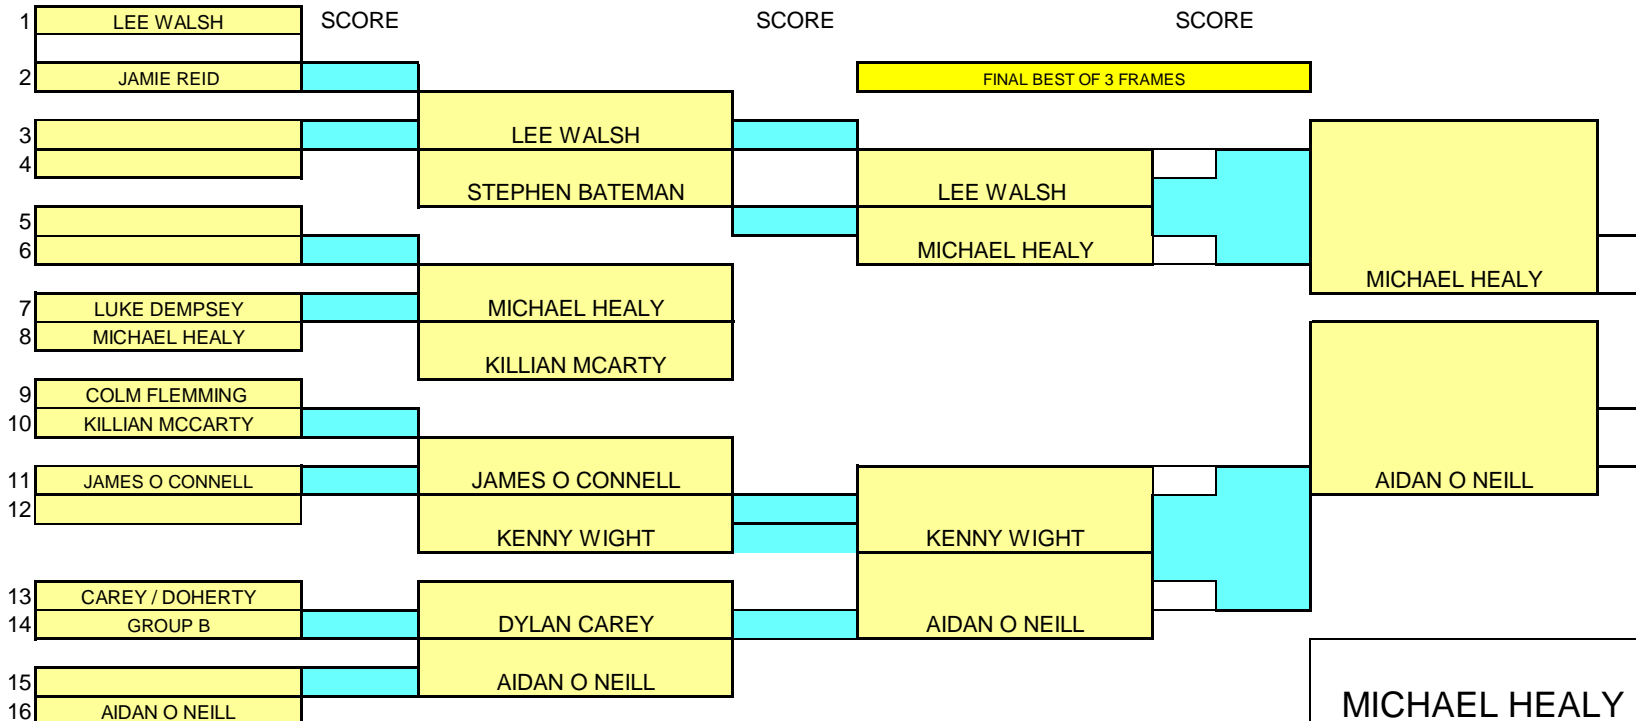 1 LEE WALSH SCORE SCORE SCORE
2 JAMIE REID FINAL BEST OF 3 FRAMES
3 LEE WALSH
4
STEPHEN BATEMAN LEE WALSH
5
6 MICHAEL HEALY
MICHAEL HEALY
7 LUKE DEMPSEY MICHAEL HEALY
8 MICHAEL HEALY
KILLIAN MCARTY
9 COLM FLEMMING
10 KILLIAN MCCARTY
11 JAMES O CONNELL JAMES O CONNELL AIDAN O NEILL
12
KENNY WIGHT KENNY WIGHT
13 CAREY / DOHERTY
14 GROUP B DYLAN CAREY AIDAN O NEILL
15 AIDAN O NEILL
16 AIDAN O NEILL MICHAEL HEALY